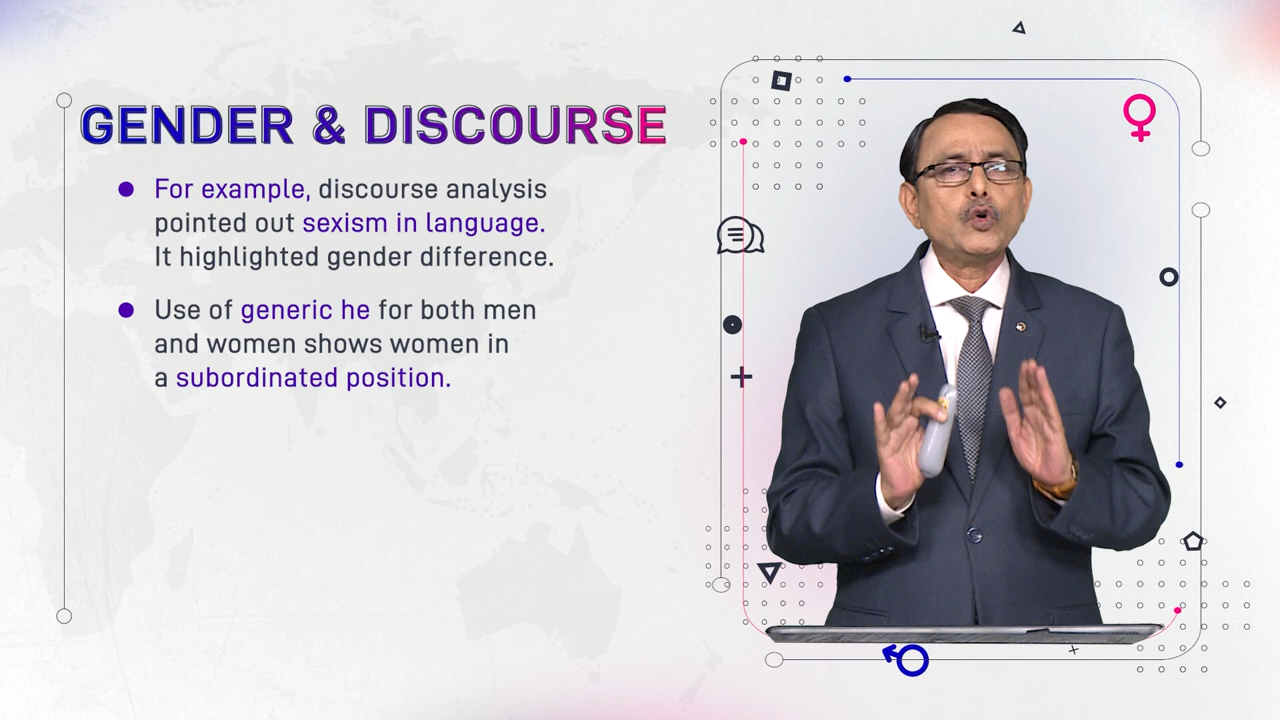 GENDER & DISCOURSE
For example, discourse analysis
pointed out sexism in language.
It highlighted gender difference.
Use of generic he for both men
and women shows women in
a subordinated position.